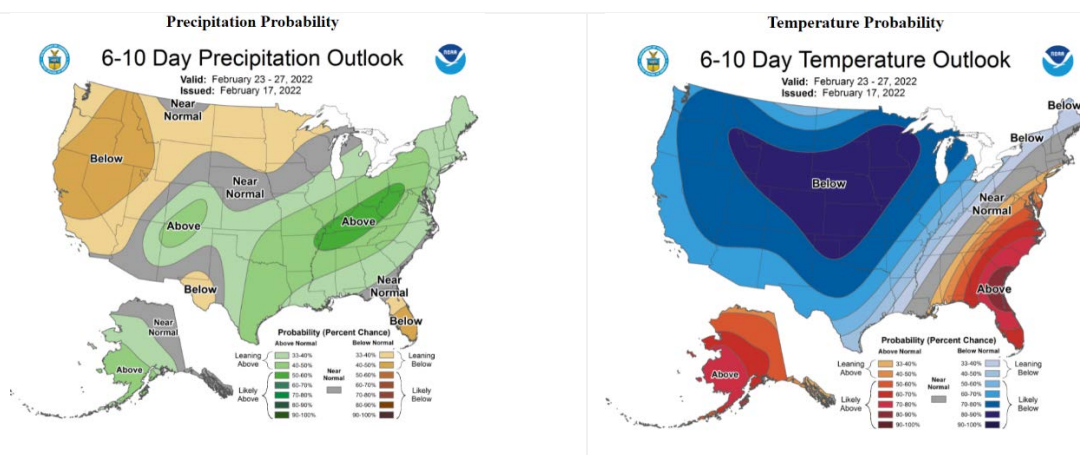 Precipitation Probability
6-10 Day Precipitation Outlook
Valid: February 23 - 27, 2022
Issued: February 17, 2022
Near
Normal
Below
Near
Normal
Above
Above
Below
Near
Normal
Below
Near
Normal
Above
Probability (Percent Chance)
Above Normal
Below Normal
Leaning
Above
33-40%
40-50%
50-60%
60-70%
70-80%
80-90%
90-100%
Likely
Above
Near
Normal
33-40%
40-50%
50-60%
60-70%
70-80%
80-90%
90-100%
Leaning
Below
Likely
Below
Temperature Probability
6-10 Day Temperature Outlook
Valid: February 23 - 27, 2022
Issued: February 17, 2022
Below
Below
Below
Near
Normal
Above
Above
Probability (Percent Chance)
Above Normal
Below Normal
Leaning
Above
33-40%
40-50%
50-60%
60-70%
70-80%
80-90%
90-100%
Likely
Above
Near
Normal
33-40%
40-50%
50-60%
60-70%
70-80%
80-90%
90-100%
Leaning
Below
Likely
Below